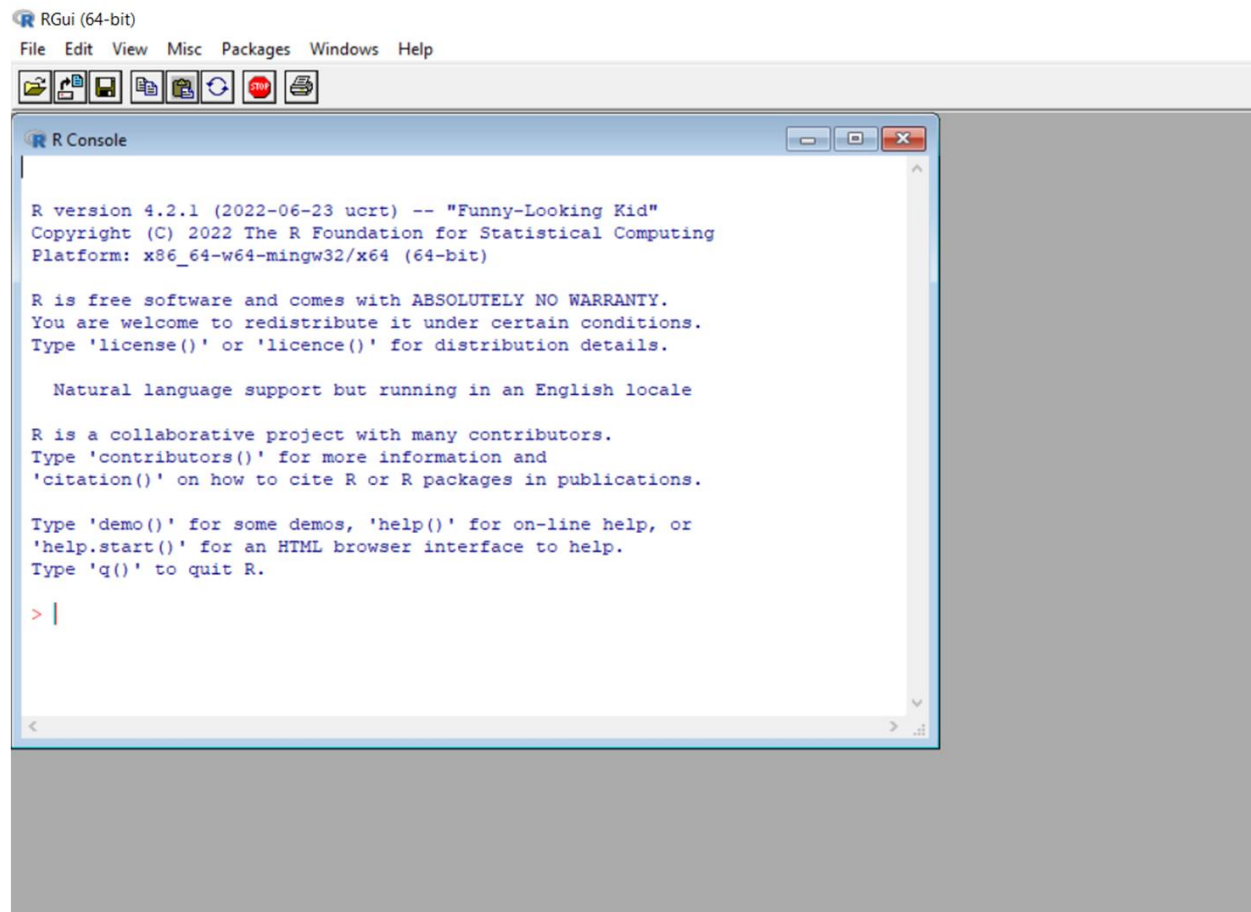 RGui (64-bit)
File Edit View Misc Packages Windows Help
STOP
R Console
R version 4.2.1 (2022-06-23 ucrt) -- "Funny-Looking Kid"
Copyright (C) 2022 The R Foundation for Statistical Computing
Platform: x86_64-w64-mingw32/x64 (64-bit)
R is free software and comes with ABSOLUTELY NO WARRANTY.
You are welcome to redistribute it under certain conditions.
Type 'license()' or 'licence()' for distribution details.
Natural language support but running in an English locale
R is a collaborative project with many contributors.
Type 'contributors()' for more information and
'citation()' on how to cite R or R packages in publications.
Type 'demo()' for some demos, 'help()' for on-line help, or
'help.start()' for an HTML browser interface to help.
Type 'q()' to quit R.
>